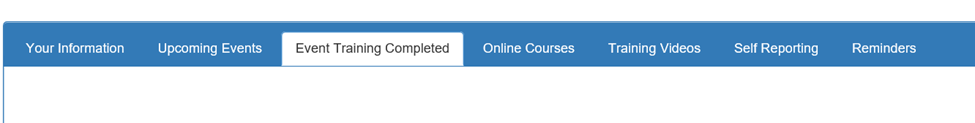 Your Information Upcoming Events Event Training Completed Online Courses Training Videos Self Reporting Reminders